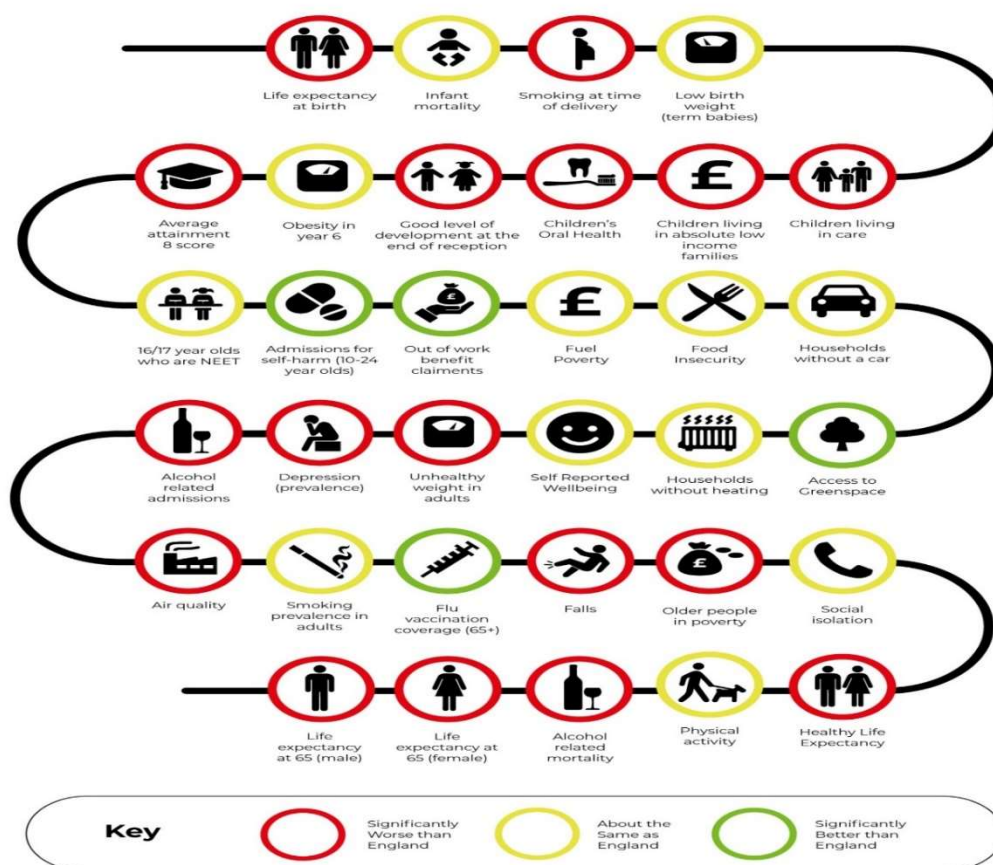 Life expectancy
at birth
Infant
mortality
Smoking at time
of delivery
Low birth
weight
(term babies)
Average
attainment
8 score
Obesity in
year 6
Good level of
development at the
end of reception
Children's
Oral Health
£
Children living
in absolute low
income
families
Children living
in care
16/17 year olds
who are NEET
Admissions for
self-harm (10-24
year olds)
£
Out of work
benefit
claiments
£
Fuel
Poverty
Food
Insecurity
Households
without a car
Alcohol
related
admissions
Depression
(prevalence)
Unhealthy
weight in
adults
Self Reported
Wellbeing
Households
without heating
Access to
Greenspace
Air quality
Smoking
prevalence in
adults
Flu
vaccination
coverage (65+)
Falls
£
Older people
in poverty
Social
isolation
Life
expectancy
at 65 (male)
Life
expectancy at
65 (female)
Alcohol
related
mortality
Physical
activity
Healthy Life
Expectancy
Key
Significantly
Worse than
England
About the
Same as
England
Significantly
Better than
England